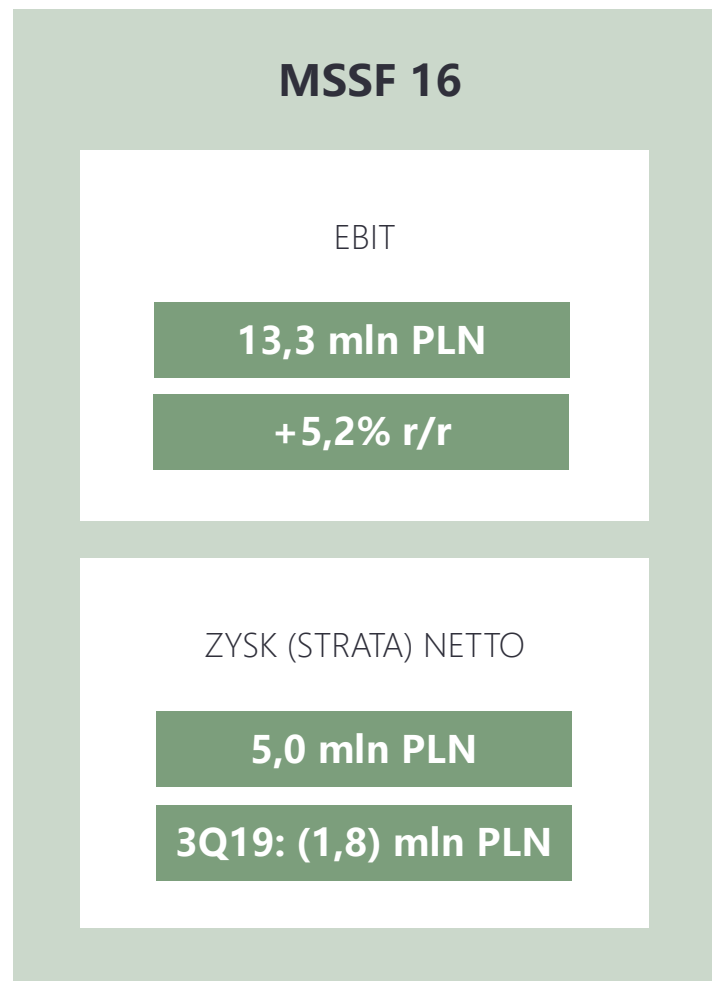 MSSF 16
EBIT
13,3 mln PLN
+5,2% r/r
ZYSK (STRATA) NETTO
5,0 mln PLN
3Q19: (1,8) mln PLN